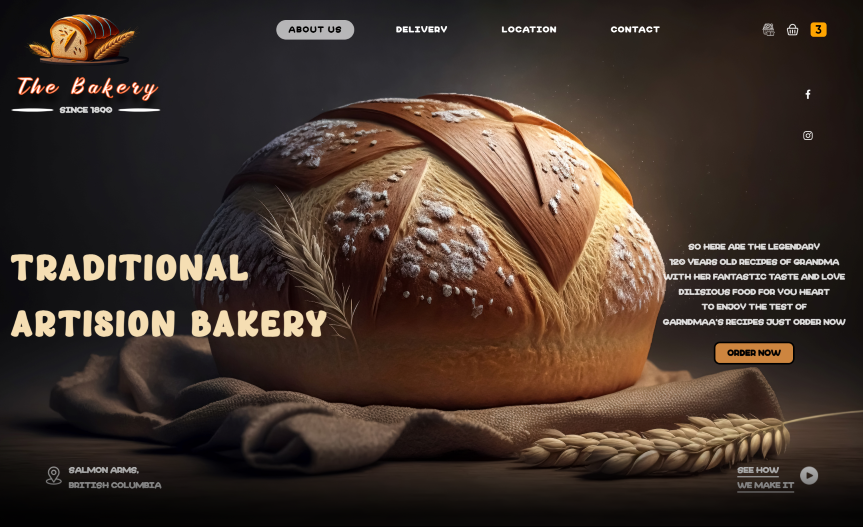 ABOUT US
DELIVERY
LOCATION
CONTACT
3
The Bakery
SINCE 1800
TRADITIONAL
ARTISION BAKERY
SO HERE ARE THE LEGENDARY
120 YEARS OLD RECIPES OF GRANDMA
WITH HER FANTASTIC TASTE AND LOVE
DILISIOUS FOOD FOR YOU HEART
TO ENJOY THE TEST OF
GARNDMAA'S RECIPES JUST ORDER NOW
ORDER NOW
SALMON ARMS,
BRITISH COLUMBIA
SEE HOW
WE MAKE IT